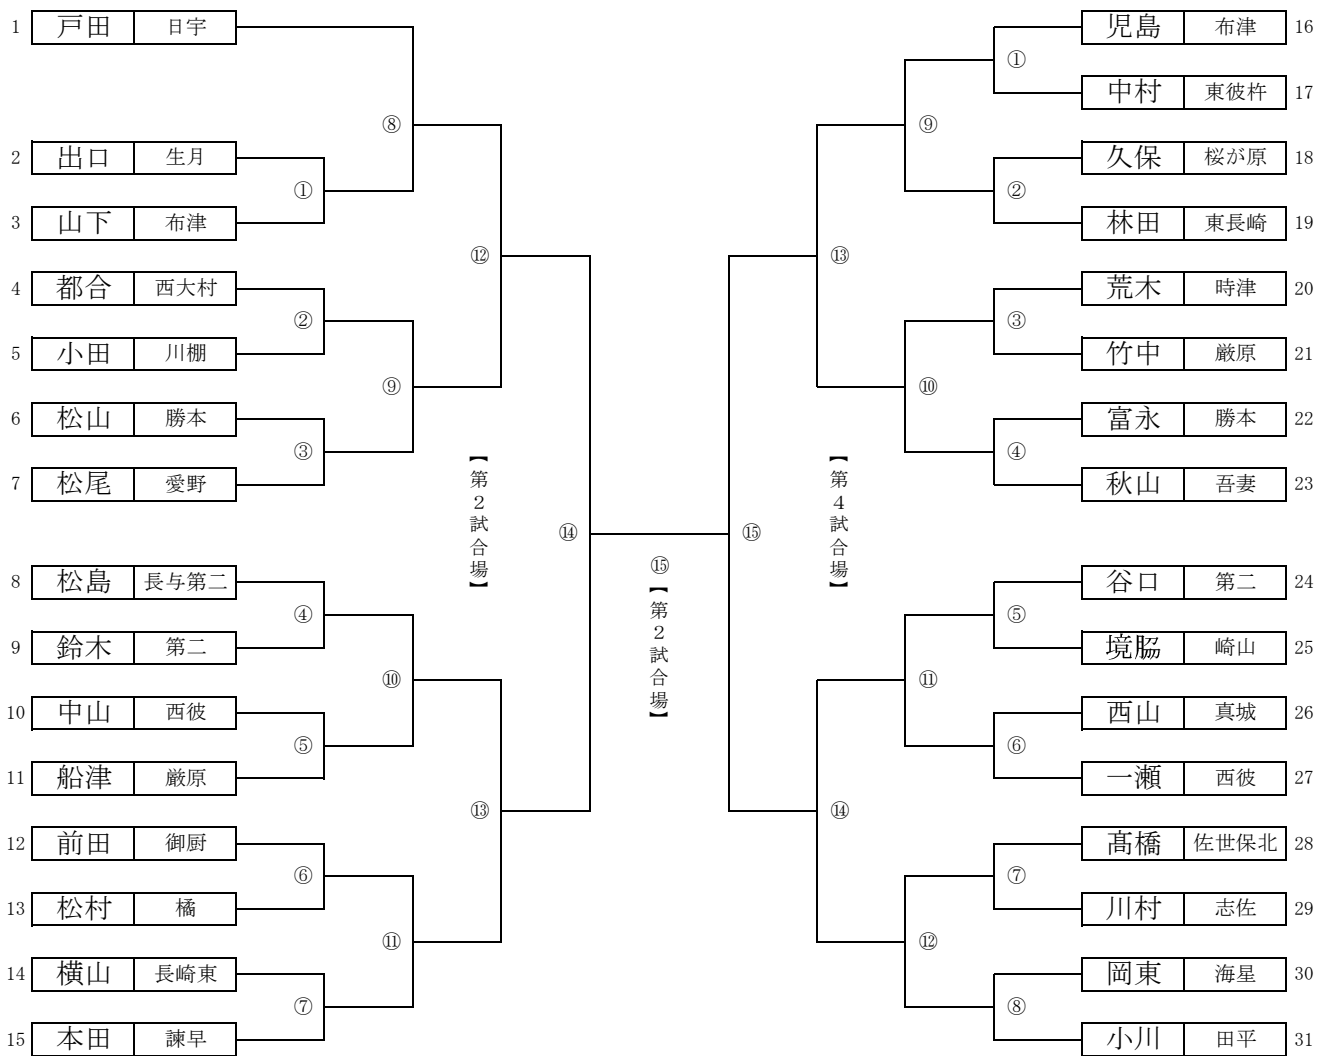 1 戸田 日宇
⑧
2 出口 生月
①
3 山下 布津
⑫
4 都合 西大村
②
5 小田 川棚
⑨
6 松山 勝本
③
7 松尾 愛野
【第2試合場】
⑭
8 松島 長与第二
④
9 鈴木 第二
⑩
10 中山 西彼
⑤
11 船津 厳原
⑬
12 前田 御厨
⑥
13 松村 橘
⑪
14 横山 長崎東
⑦
15 本田 諫早
⑮
【第2試合場】
児島 布津 16
①
中村 東彼杵 17
⑨
久保 桜が原 18
②
林田 東長崎 19
⑬
荒木 時津 20
③
竹中 厳原 21
⑩
富永 勝本 22
④
秋山 吾妻 23
【第4試合場】
⑮
谷口 第二 24
⑤
境脇 崎山 25
⑪
西山 真城 26
⑥
一瀬 西彼 27
⑭
髙橋 佐世保北 28
⑦
川村 志佐 29
⑫
岡東 海星 30
⑧
小川 田平 31